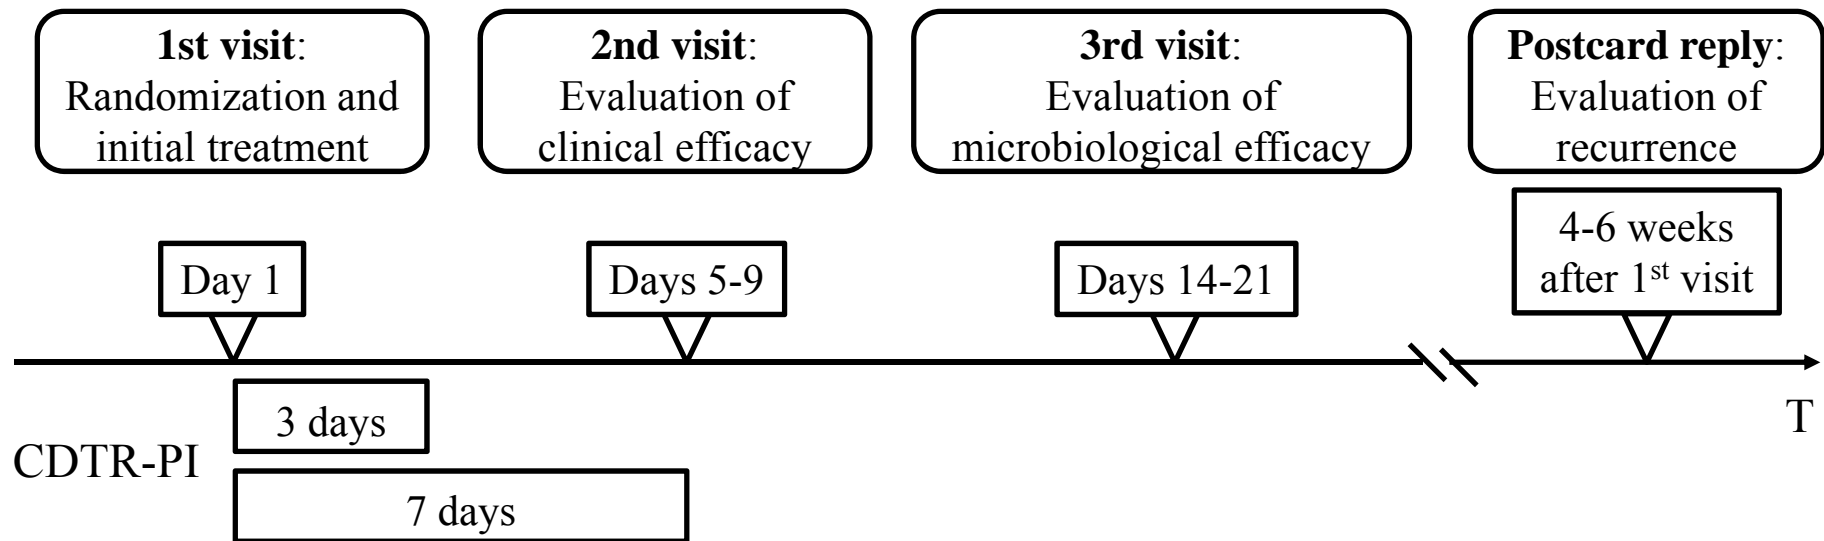 1st visit:
Randomization and
initial treatment
2nd visit:
Evaluation of
clinical efficacy
3rd visit:
Evaluation of
microbiological efficacy
Postcard reply:
Evaluation of
recurrence
Day 1
Days 5-9
Days 14-21
4-6 weeks
after 1st visit
T
CDTR-PI
3 days
7 days